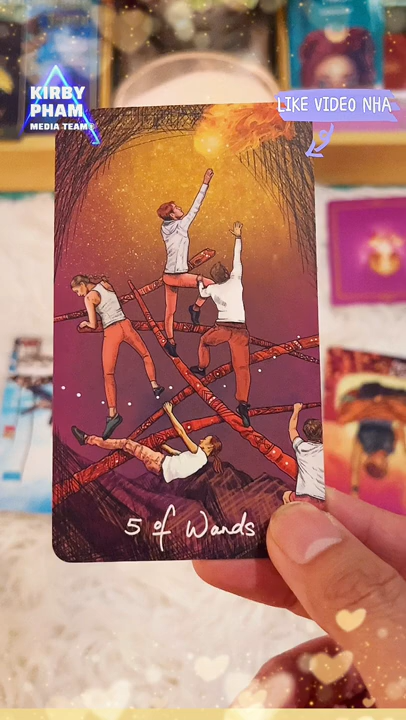 KIRBY
PHAM
MEDIA TEAM®
LIKE VIDEO NHA
5 of Wands